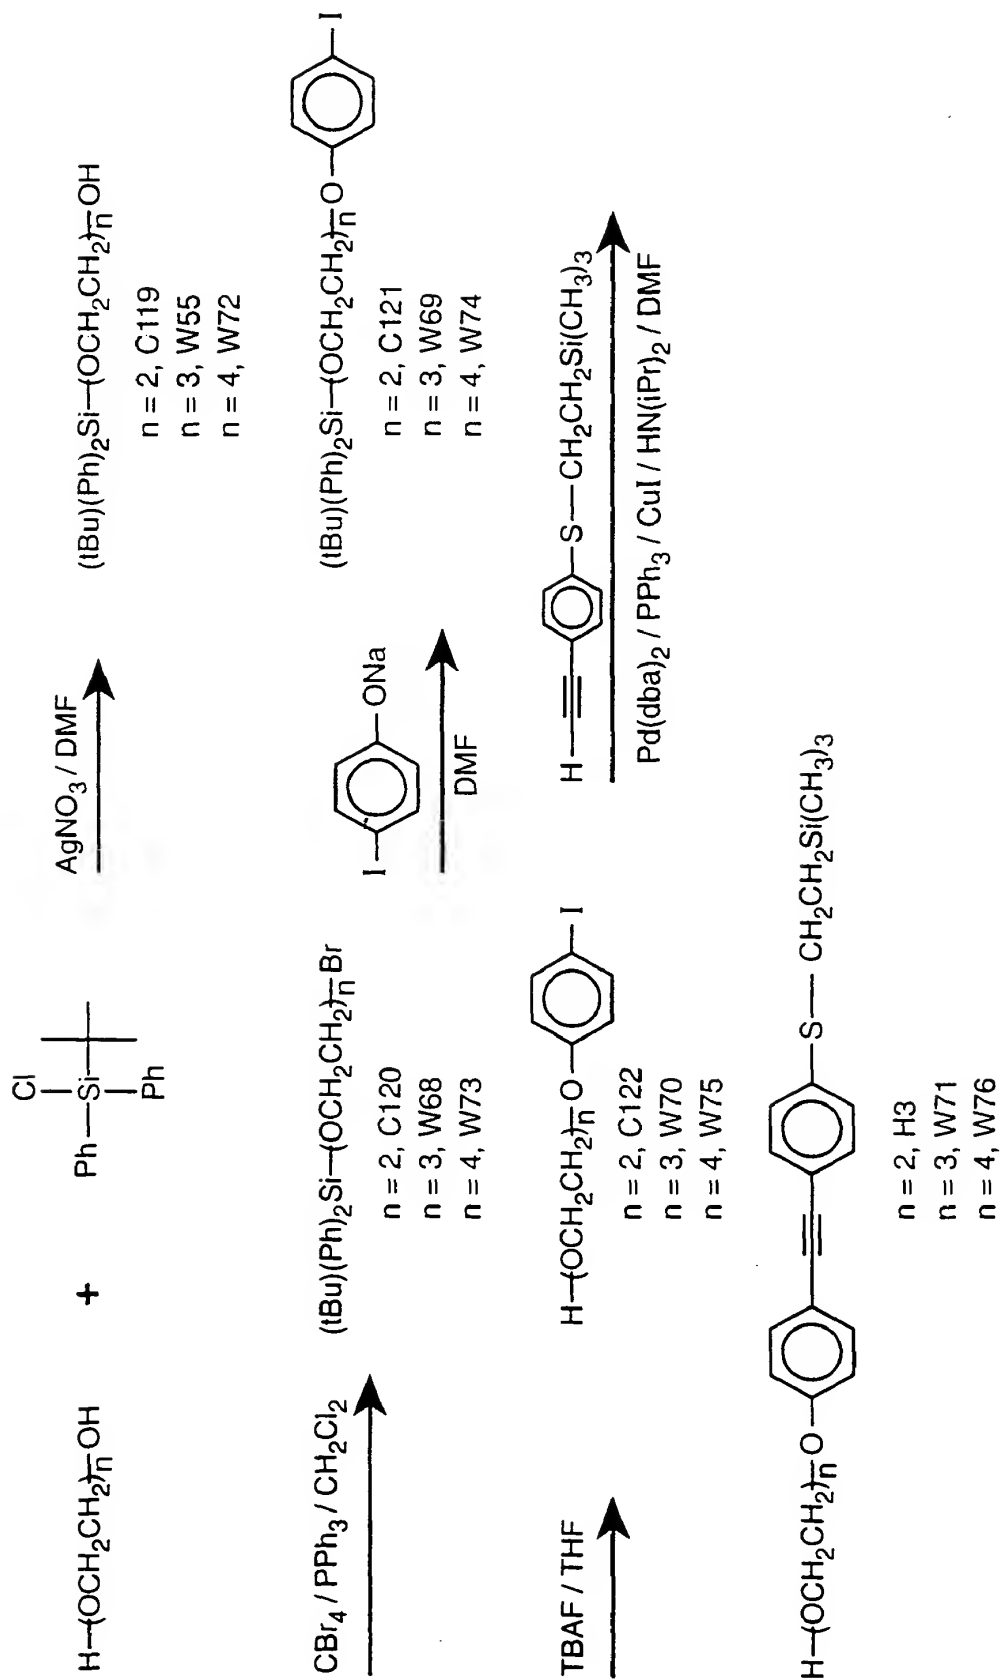 H-(OCH2CH2)n-OH + Ph-Si(Cl)(Ph) AgNO3 / DMF (tBu)(Ph)2Si-(OCH2CH2)n-OH
n = 2, C119
n = 3, W55
n = 4, W72
CBr4 / PPh3 / CH2Cl2 (tBu)(Ph)2Si-(OCH2CH2)n-Br I ONa DMF (tBu)(Ph)2Si-(OCH2CH2)n-O I
n = 2, C120
n = 3, W68
n = 4, W73
n = 2, C121
n = 3, W69
n = 4, W74
TBAF / THF H-(OCH2CH2)n-O I
n = 2, C122
n = 3, W70
n = 4, W75
H S-CH2CH2Si(CH3)3
Pd(dba)2 / PPh3 / CuI / HN(iPr)2 / DMF
H-(OCH2CH2)n-O S-CH2CH2Si(CH3)3
n = 2, H3
n = 3, W71
n = 4, W76